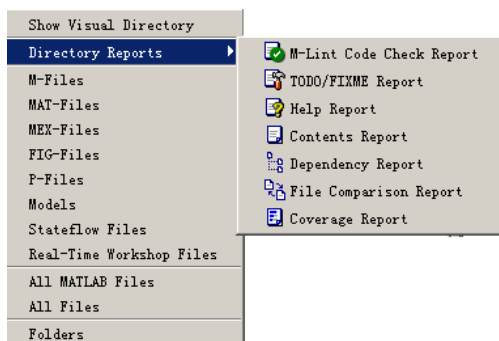 Show Visual Directory
Directory Reports
M-Files
MAT-Files
MEX-Files
FIG-Files
P-Files
Models
Stateflow Files
Real-Time Workshop Files
All MATLAB Files
All Files
Folders
M-Lint Code Check Report
TODO/FIXME Report
Help Report
Contents Report
Dependency Report
File Comparison Report
Coverage Report